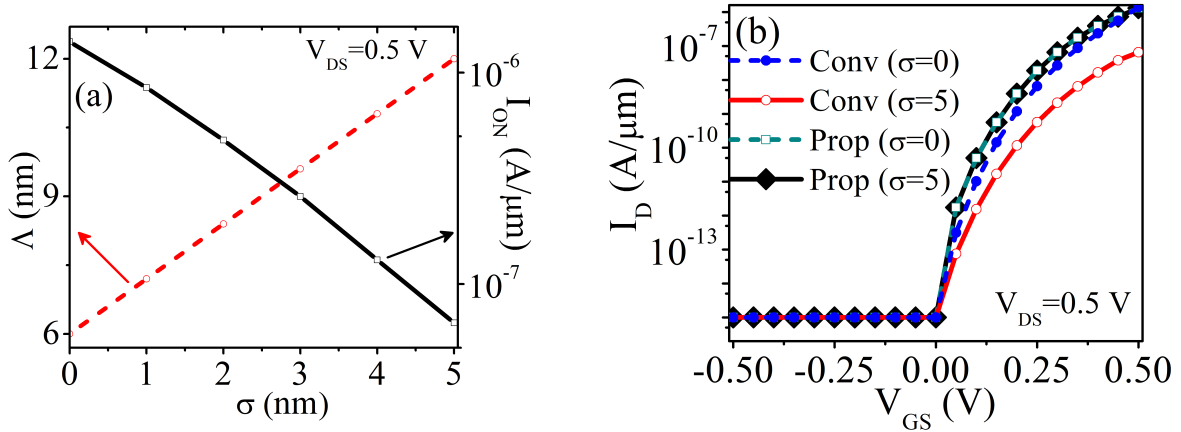 12
9
6
Λ (nm)
(a)
V_DS=0.5 V
10^-6
10^-7
I_ON (A/µm)
0 1 2 3 4 5
σ (nm)
(b)
10^-7
10^-10
10^-13
I_D (A/µm)
Conv (σ=0)
Conv (σ=5)
Prop (σ=0)
Prop (σ=5)
V_DS=0.5 V
-0.50 -0.25 0.00 0.25 0.50
V_GS (V)